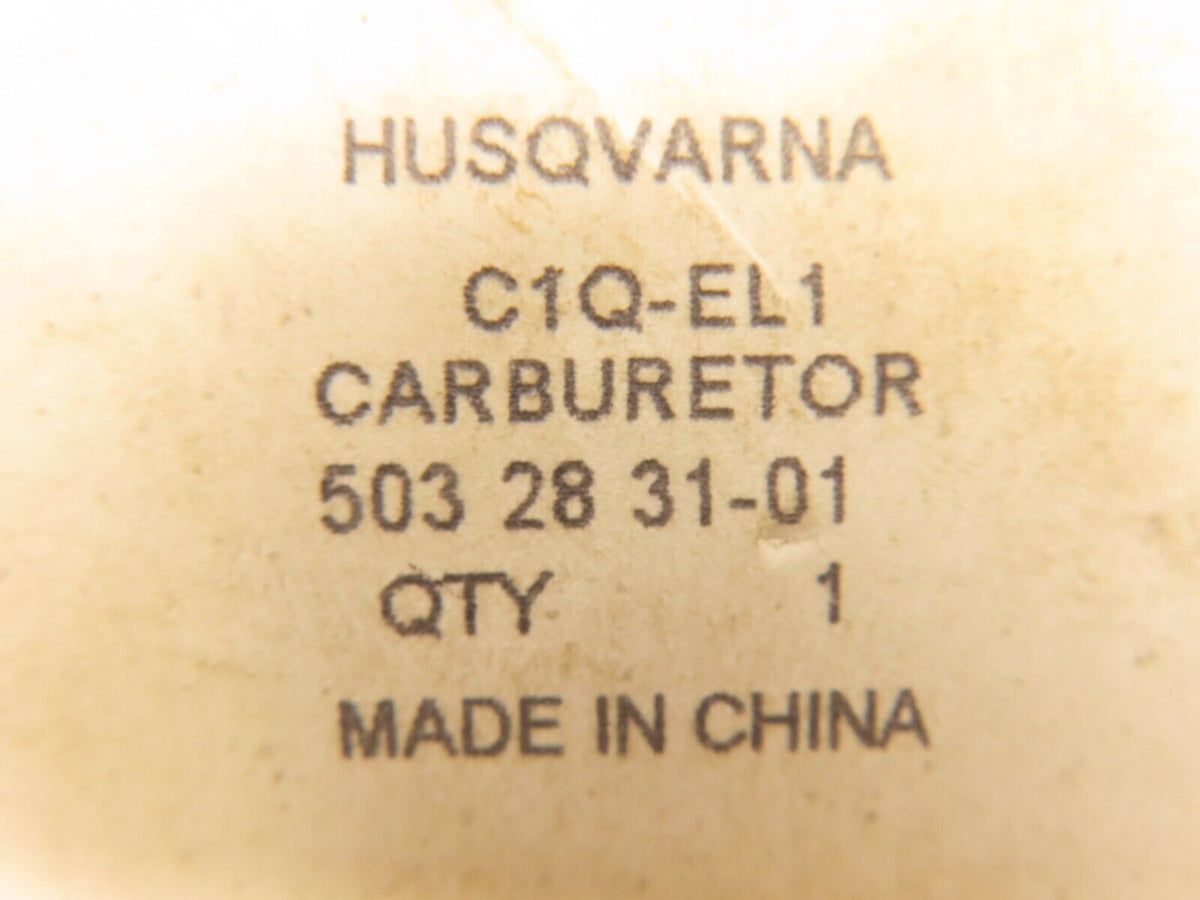 HUSQVARNA
C1Q-EL1
CARBURETOR
503 28 31-01
QTY 1
MADE IN CHINA